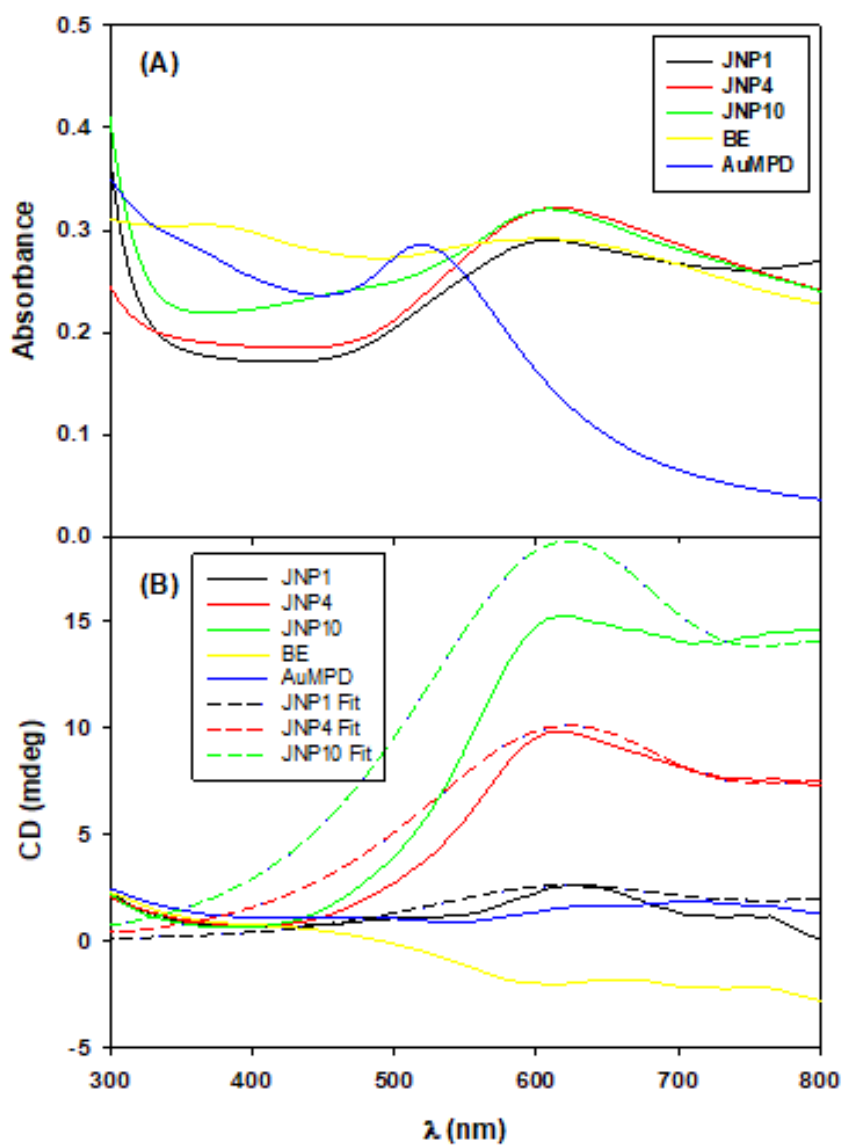 0.5
(A)
JNP1
JNP4
JNP10
BE
AuMPD
0.4
0.3
0.2
0.1
0.0
Absorbance
(B)
JNP1
JNP4
JNP10
BE
AuMPD
JNP1 Fit
JNP4 Fit
JNP10 Fit
15
10
5
0
-5
CD (mdeg)
300 400 500 600 700 800
λ (nm)